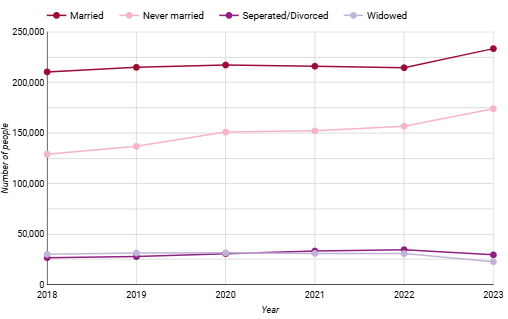 Married Never married Seperated/Divorced Widowed
250,000
200,000
150,000
100,000
50,000
0
Number of people
2018 2019 2020 2021 2022 2023
Year